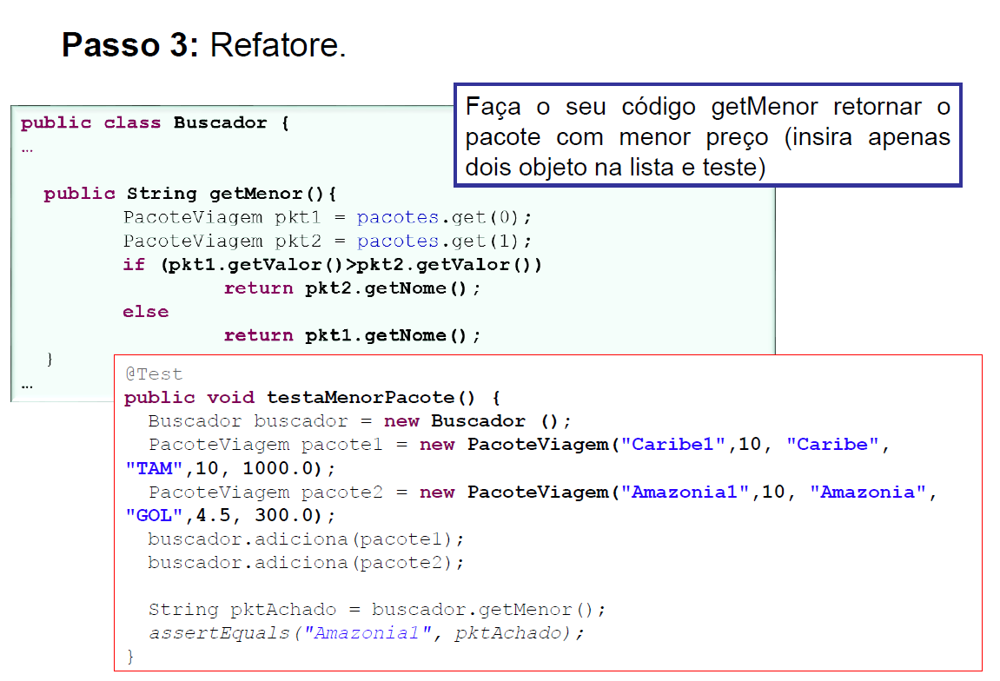 Passo 3: Refatore.
Faça o seu código getMenor retornar o
pacote com menor preço (insira apenas
dois objeto na lista e teste)
public class Buscador {
…
public String getMenor(){
PacoteViagem pkt1 = pacotes.get(0);
PacoteViagem pkt2 = pacotes.get(1);
if (pkt1.getValor()>pkt2.getValor())
return pkt2.getNome();
else
return pkt1.getNome();
}
…
@Test
public void testaMenorPacote() {
Buscador buscador = new Buscador ();
PacoteViagem pacote1 = new PacoteViagem("Caribe1",10, "Caribe",
"TAM",10, 1000.0);
PacoteViagem pacote2 = new PacoteViagem("Amazonia1",10, "Amazonia",
"GOL",4.5, 300.0);
buscador.adiciona(pacote1);
buscador.adiciona(pacote2);
String pktAchado = buscador.getMenor();
assertEquals("Amazonia1", pktAchado);
}